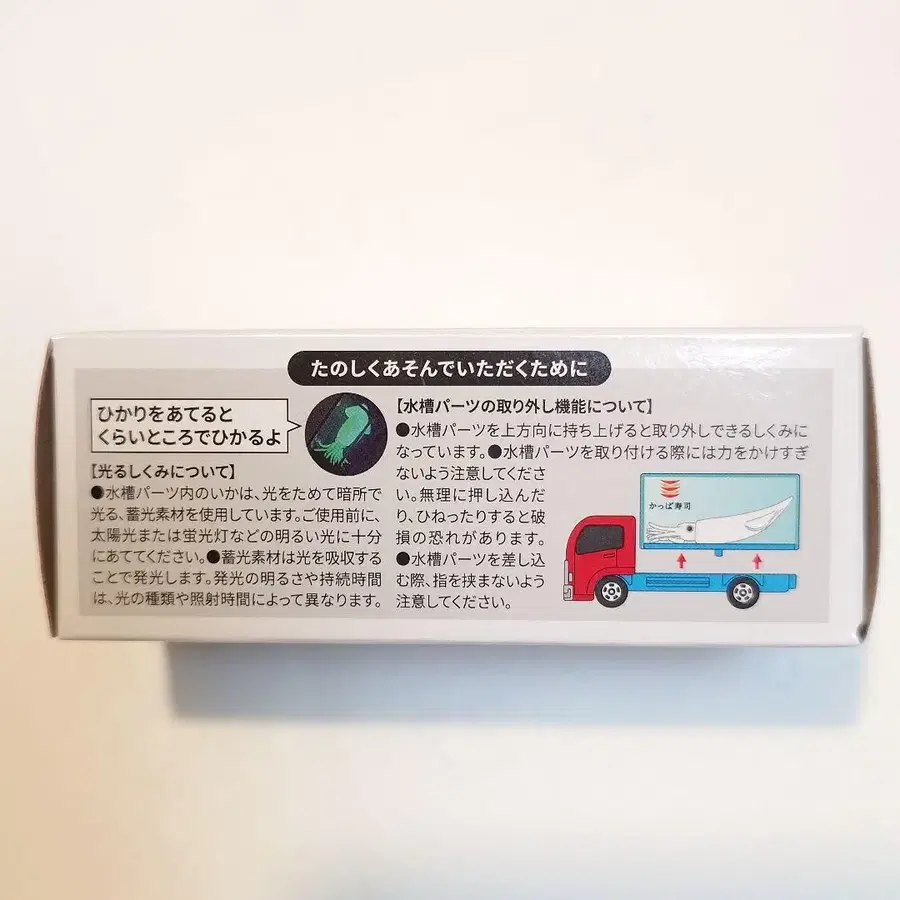 たのしくあそんでいただくために
ひかりをあてると
くらいところでひかるよ
【光るしくみについて】
●水槽パーツ内のいかは、光をためて暗所で
光る、蓄光素材を使用しています。ご使用前に、
太陽光または蛍光灯などの明るい光に十分
にあててください。●蓄光素材は光を吸収する
ことで発光します。発光の明るさや持続時間
は、光の種類や照射時間によって異なります。
【水槽パーツの取り外し機能について】
●水槽パーツを上方向に持ち上げると取り外しできるしくみに
なっています。●水槽パーツを取り付ける際には力をかけすぎ
ないよう注意してくださ
い。無理に押し込んだ
り、ひねったりすると破
損の恐れがあります。
●水槽パーツを差し込
む際、指を挟まないよう
注意してください。
かっぱ寿司